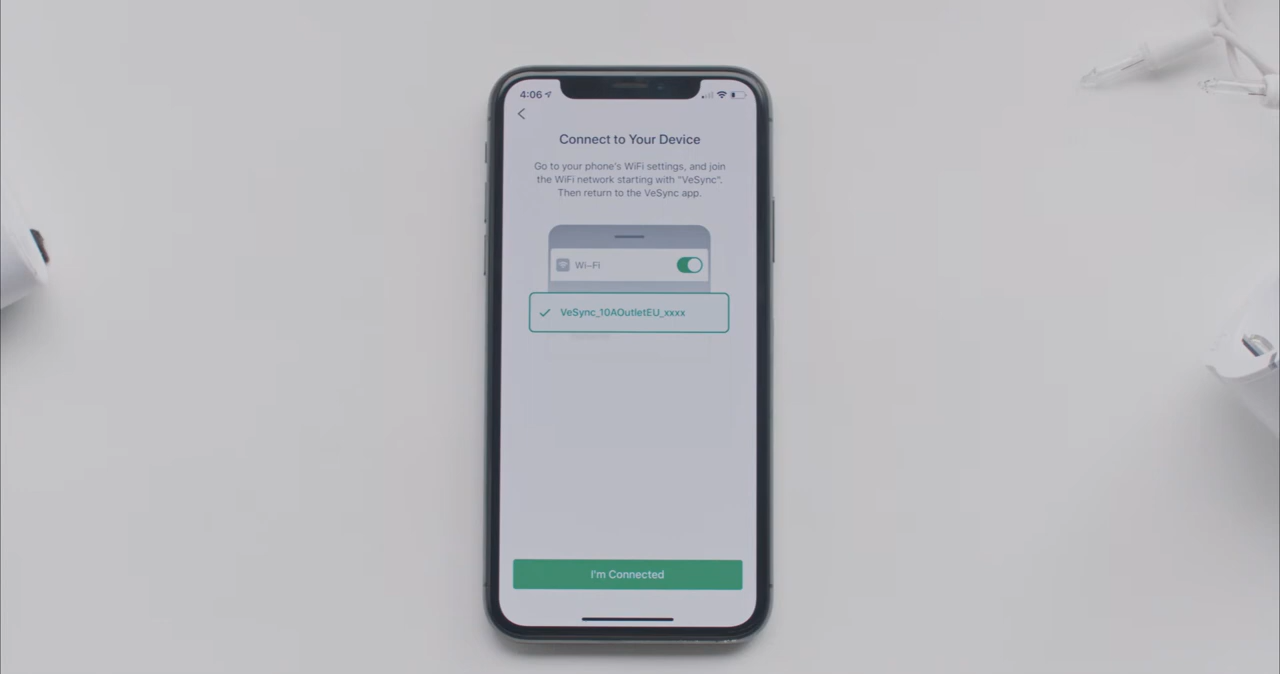 4:06
Connect to Your Device
Go to your phone's WiFi settings, and join
the WiFi network starting with "VeSync".
Then return to the VeSync app.
Wi-Fi
VeSync_10AOutletEU_xxxx
I'm Connected